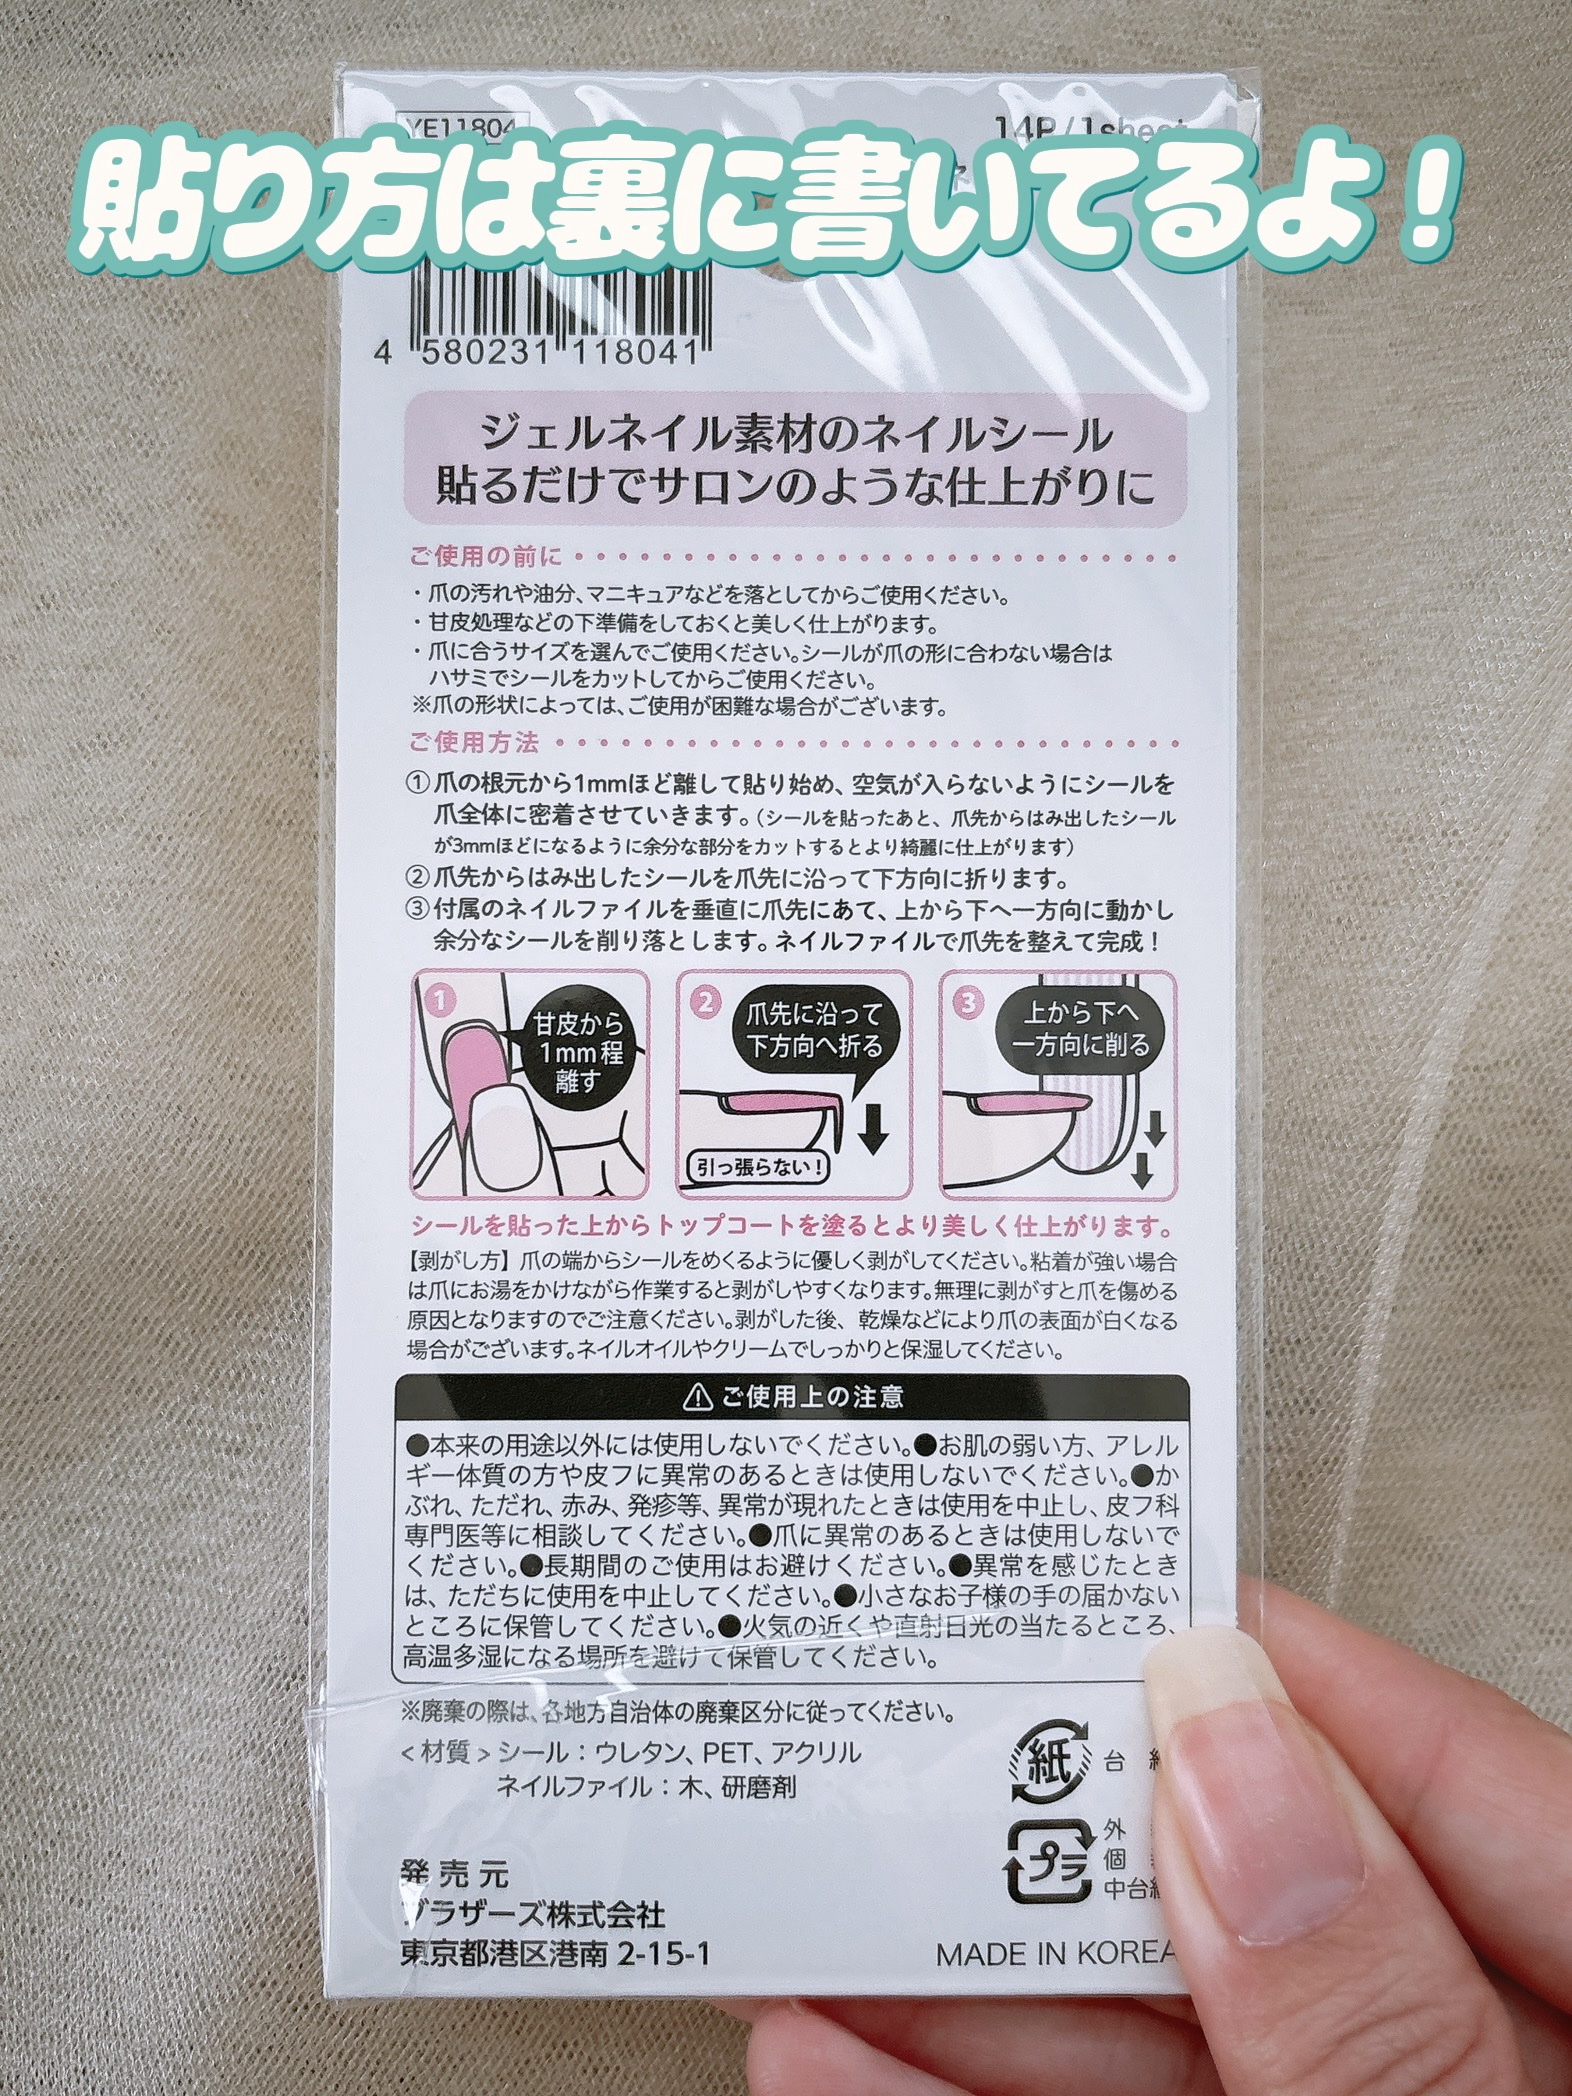 YE11804
14P/1sheet
貼り方は裏に書いてるよ！
4 580231 118041
ジェルネイル素材のネイルシール
貼るだけでサロンのような仕上がりに
ご使用の前に
・爪の汚れや油分、マニキュアなどを落としてからご使用ください。
・甘皮処理などの下準備をしておくと美しく仕上がります。
・爪に合うサイズを選んでご使用ください。シールが爪の形に合わない場合は
ハサミでシールをカットしてからご使用ください。
※爪の形状によっては、ご使用が困難な場合がございます。
ご使用方法
①爪の根元から1mmほど離して貼り始め、空気が入らないようにシールを
爪全体に密着させていきます。（シールを貼ったあと、爪先からはみ出したシール
が3mmほどになるように余分な部分をカットするとより綺麗に仕上がります）
②爪先からはみ出したシールを爪先に沿って下方向に折ります。
③付属のネイルファイルを垂直に爪先にあて、上から下へ一方向に動かし
余分なシールを削り落とします。ネイルファイルで爪先を整えて完成！
1
甘皮から
1mm程
離す
2
爪先に沿って
下方向へ折る
引っ張らない！
3
上から下へ
一方向に削る
シールを貼った上からトップコートを塗るとより美しく仕上がります。
【剥がし方】爪の端からシールをめくるように優しく剥がしてください。粘着が強い場合
は爪にお湯をかけながら作業すると剥がしやすくなります。無理に剥がすと爪を傷める
原因となりますのでご注意ください。剥がした後、乾燥などにより爪の表面が白くなる
場合がございます。ネイルオイルやクリームでしっかりと保湿してください。
⚠ご使用上の注意
●本来の用途以外には使用しないでください。●お肌の弱い方、アレル
ギー体質の方や皮フに異常のあるときは使用しないでください。●か
ぶれ、ただれ、赤み、発疹等、異常が現れたときは使用を中止し、皮フ科
専門医等に相談してください。●爪に異常のあるときは使用しないで
ください。●長期間のご使用はお避けください。●異常を感じたとき
は、ただちに使用を中止してください。●小さなお子様の手の届かない
ところに保管してください。●火気の近くや直射日光の当たるところ、
高温多湿になる場所を避けて保管してください。
※廃棄の際は、各地方自治体の廃棄区分に従ってください。
<材質>シール：ウレタン、PET、アクリル
ネイルファイル：木、研磨剤
紙
台
プラ
外
個
中台
発売元
ブラザーズ株式会社
東京都港区港南2-15-1
MADE IN KOREA